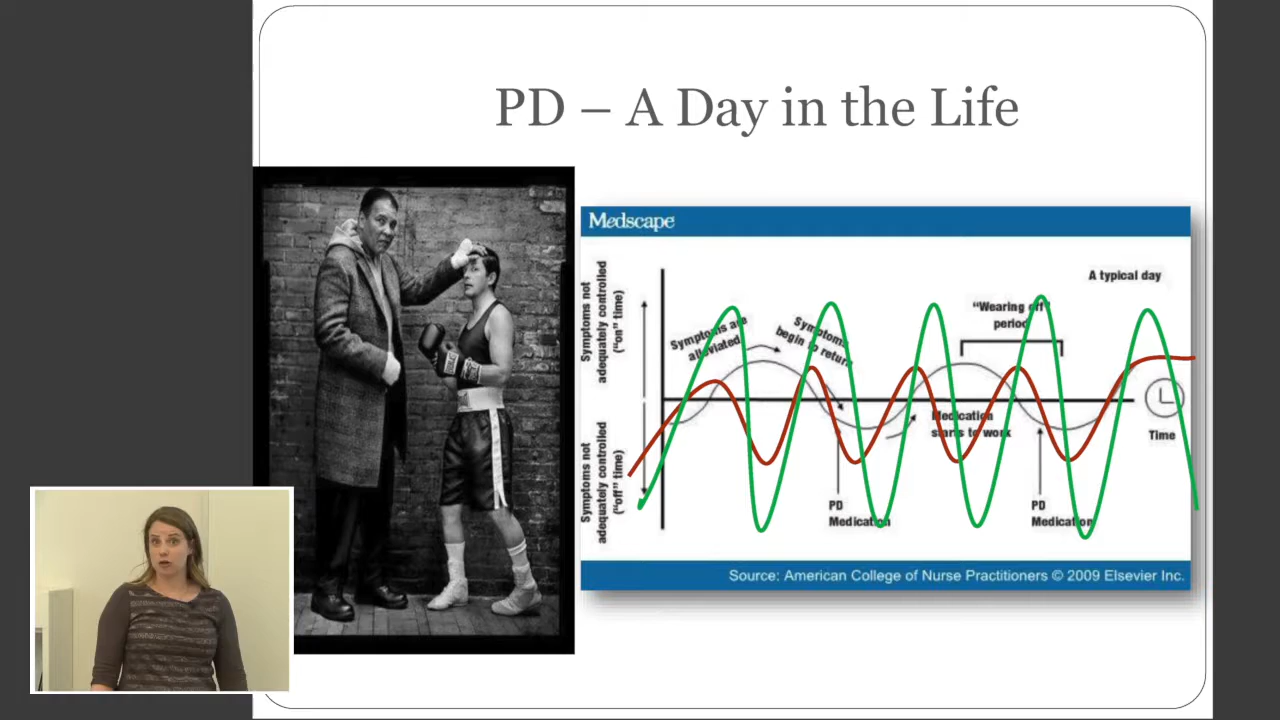 PD – A Day in the Life
Medscape
A typical day
Symptoms not
adequately controlled
("on" time)
Symptoms are
alleviated
Symptoms
begin to return
"Wearing off"
period
Medication
starts to work
Time
Symptoms not
adequately controlled
("off" time)
PD
Medication
PD
Medication
Source: American College of Nurse Practitioners © 2009 Elsevier Inc.